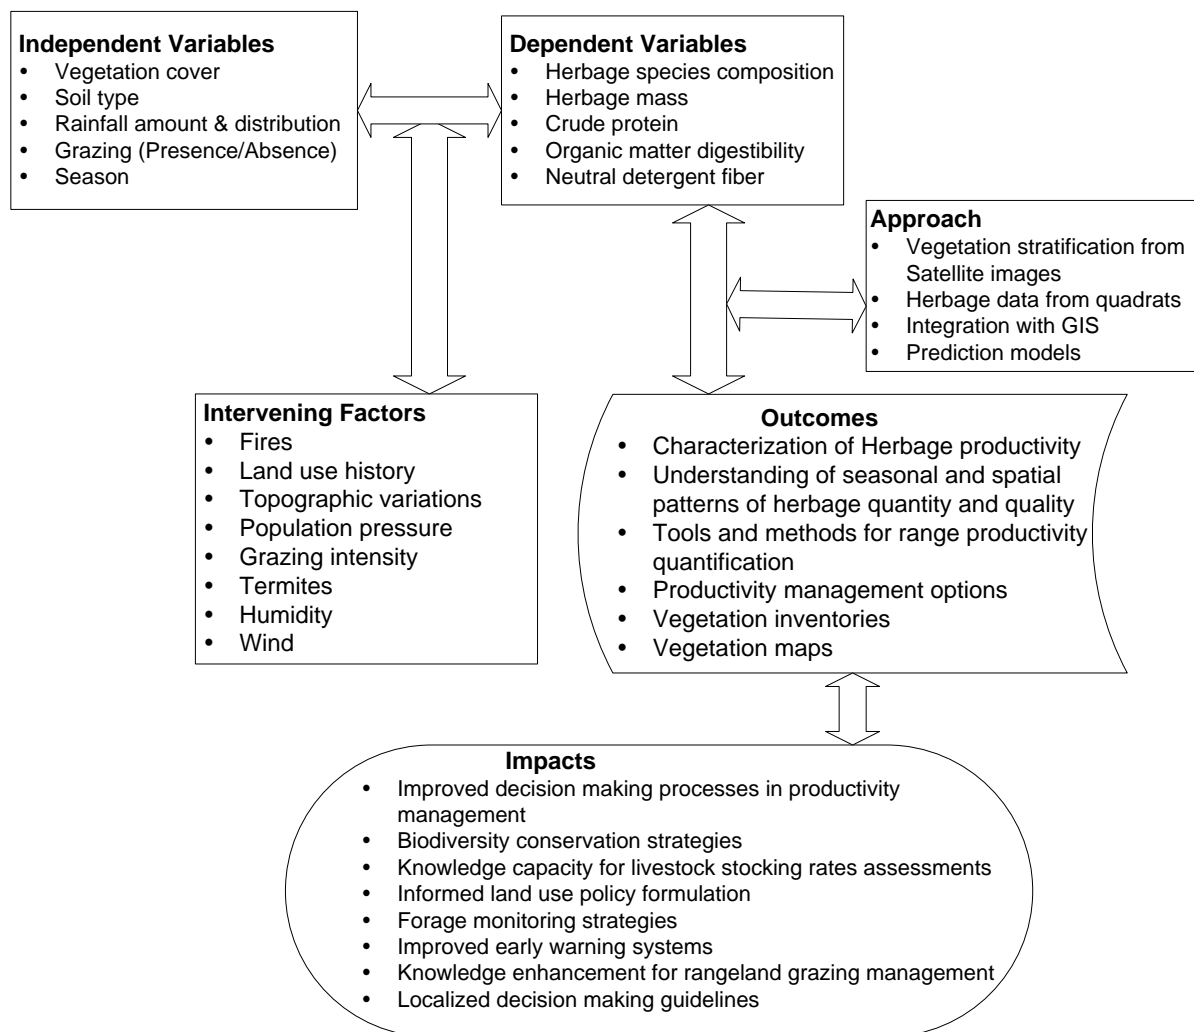 Independent Variables
• Vegetation cover
• Soil type
• Rainfall amount & distribution
• Grazing (Presence/Absence)
• Season
Dependent Variables
• Herbage species composition
• Herbage mass
• Crude protein
• Organic matter digestibility
• Neutral detergent fiber
Approach
• Vegetation stratification from
Satellite images
• Herbage data from quadrats
• Integration with GIS
• Prediction models
Intervening Factors
• Fires
• Land use history
• Topographic variations
• Population pressure
• Grazing intensity
• Termites
• Humidity
• Wind
Outcomes
• Characterization of Herbage productivity
• Understanding of seasonal and spatial
patterns of herbage quantity and quality
• Tools and methods for range productivity
quantification
• Productivity management options
• Vegetation inventories
• Vegetation maps
Impacts
• Improved decision making processes in productivity
management
• Biodiversity conservation strategies
• Knowledge capacity for livestock stocking rates assessments
• Informed land use policy formulation
• Forage monitoring strategies
• Improved early warning systems
• Knowledge enhancement for rangeland grazing management
• Localized decision making guidelines